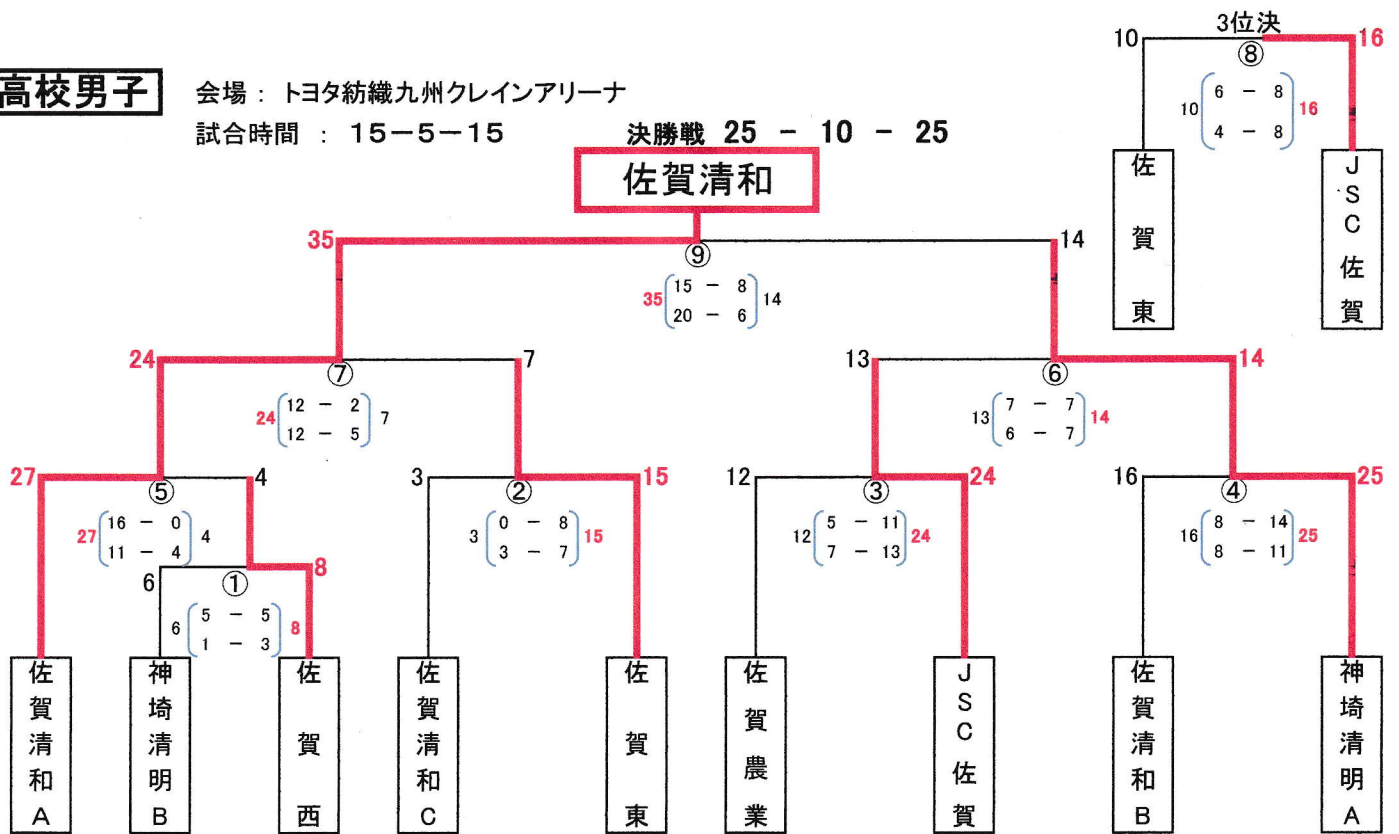 高校男子
会場： トヨタ紡織九州クレインアリーナ
試合時間 ： 15－5－15
決勝戦 25 － 10 － 25
佐賀清和
3位決
10 ⑧ 16
10 6 － 8 16
4 － 8
佐賀東
JSC佐賀
35 ⑨ 14
35 15 － 8 14
20 － 6
24 ⑦ 7
24 12 － 2 7
12 － 5
13 ⑥ 14
13 7 － 7 14
6 － 7
27 ⑤ 4
27 16 － 0 4
11 － 4
3 ② 15
3 0 － 8 15
3 － 7
12 ③ 24
12 5 － 11 24
7 － 13
16 ④ 25
16 8 － 14 25
8 － 11
6 ① 8
6 5 － 5 8
1 － 3
佐賀清和A
神埼清明B
佐賀西
佐賀清和C
佐賀東
佐賀農業
JSC佐賀
佐賀清和B
神埼清明A